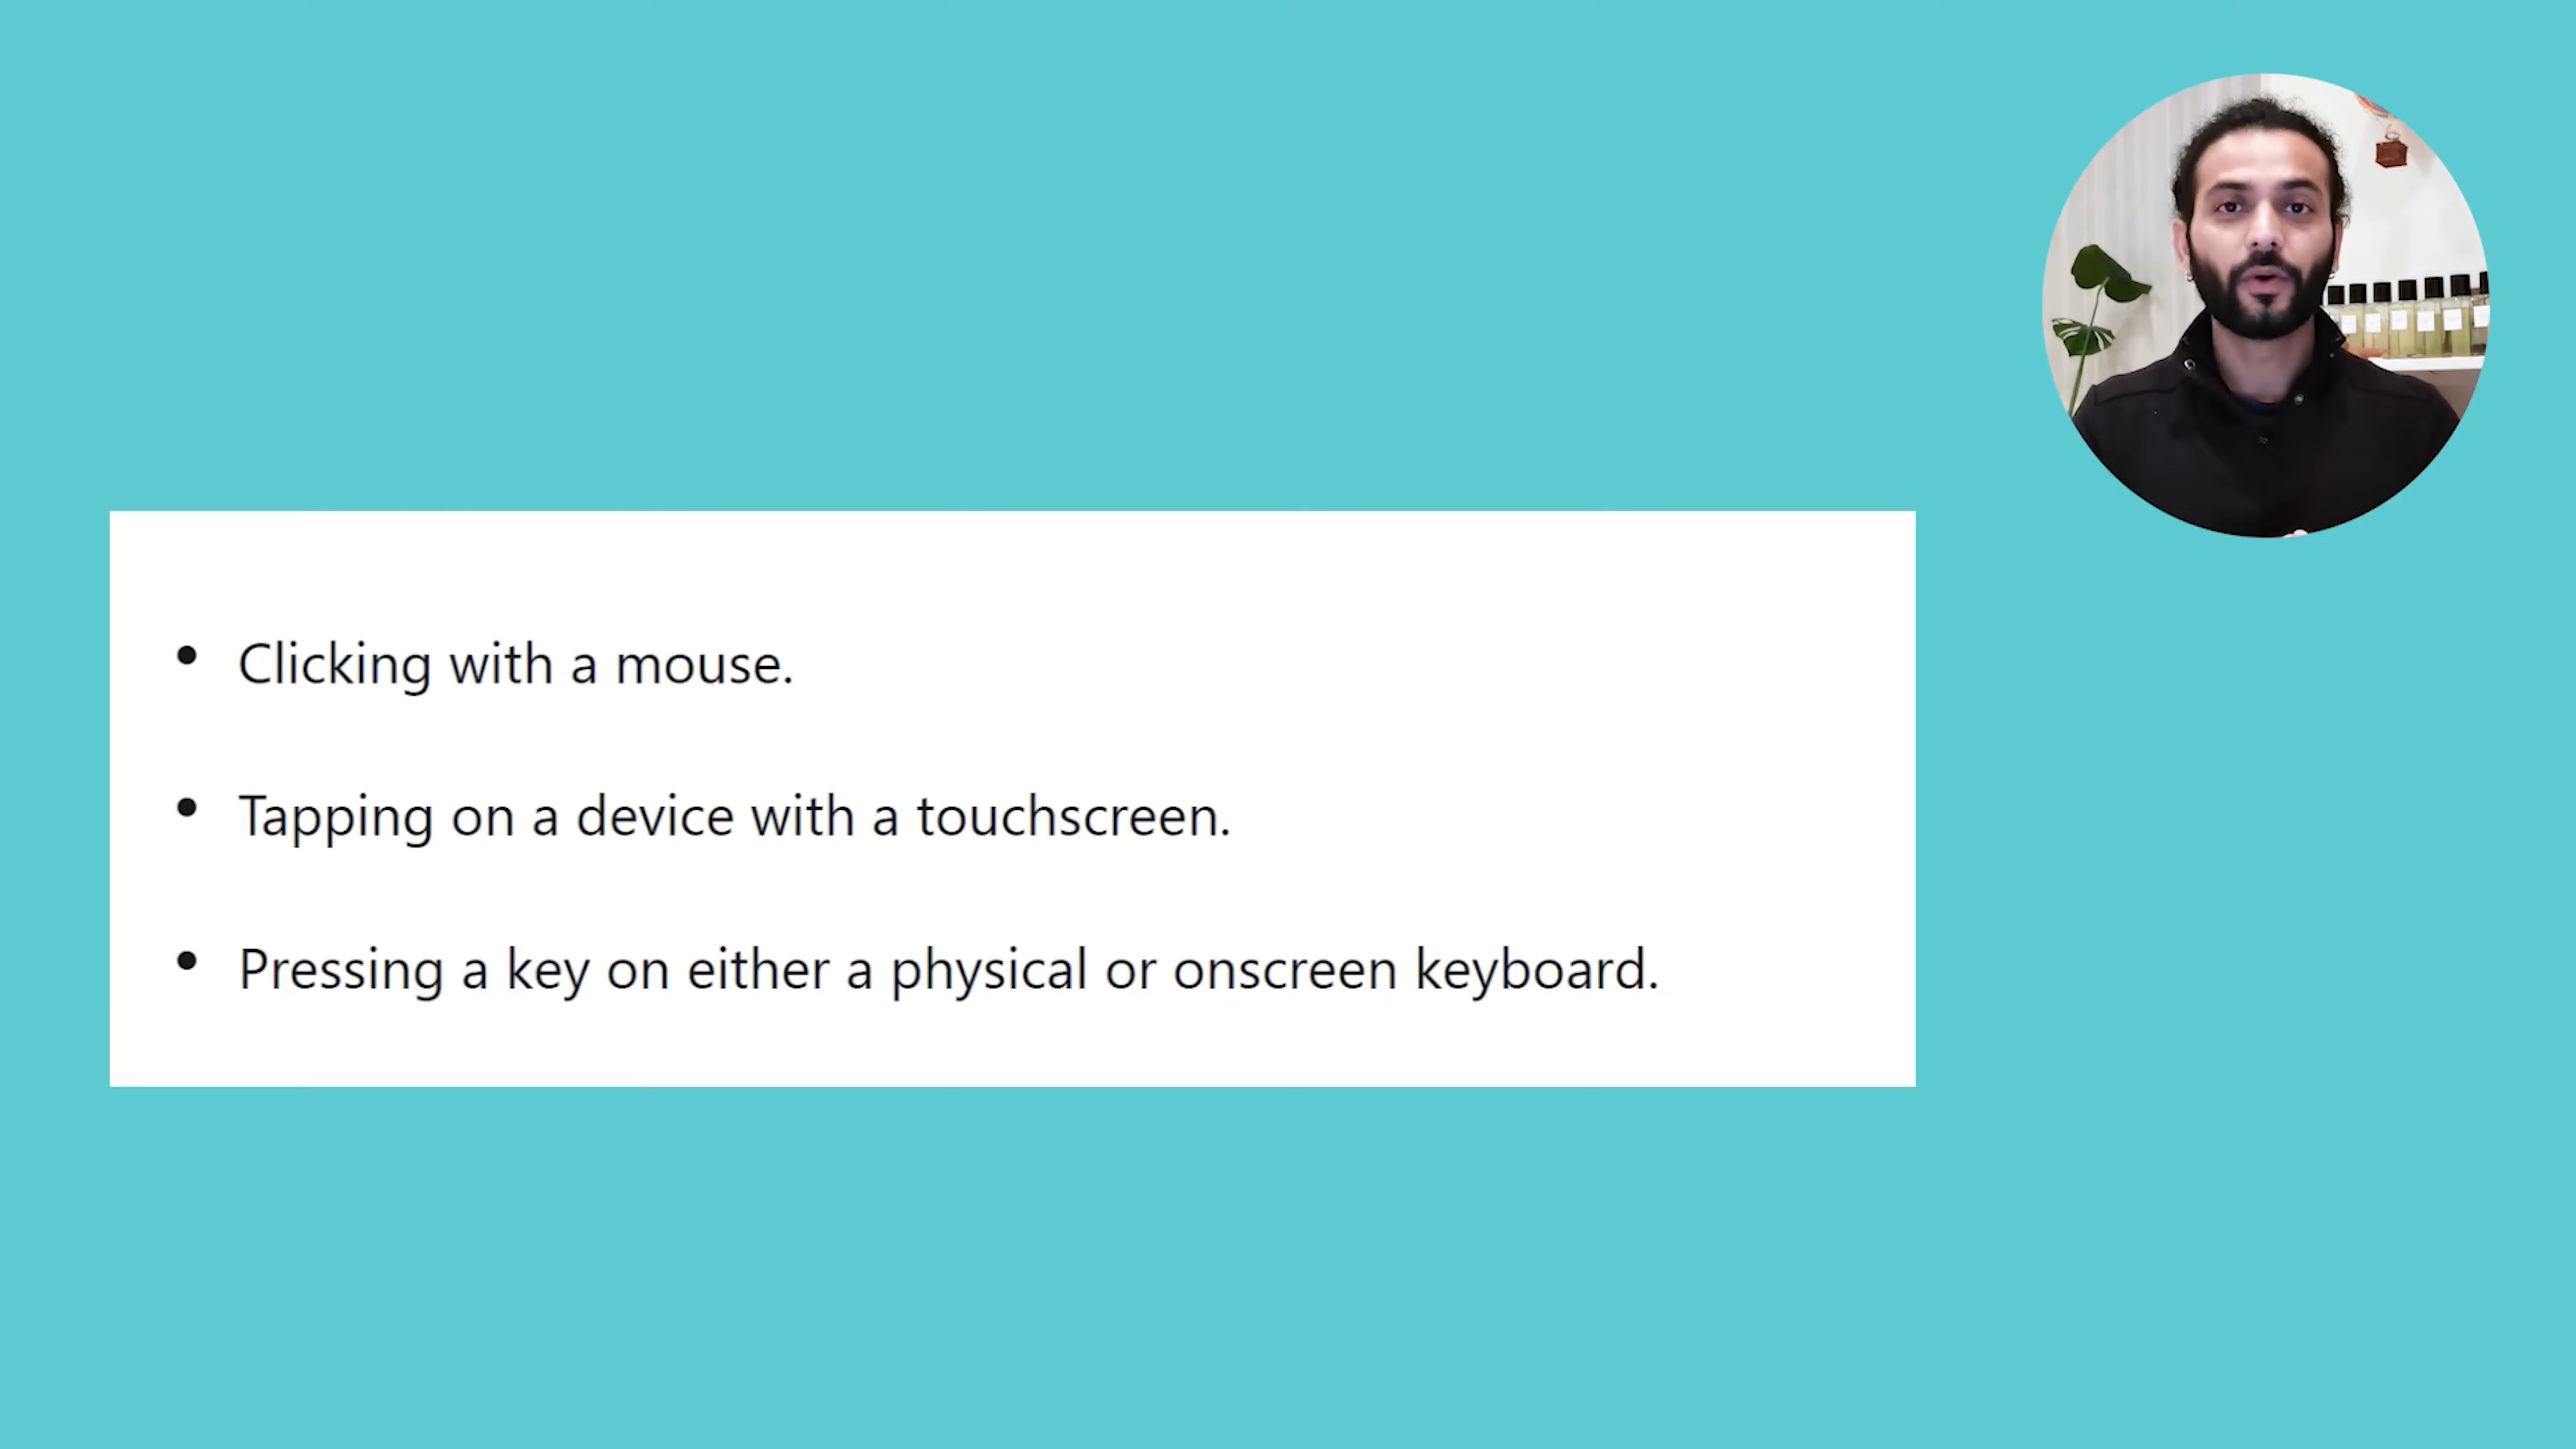 • Clicking with a mouse.
• Tapping on a device with a touchscreen.
• Pressing a key on either a physical or onscreen keyboard.